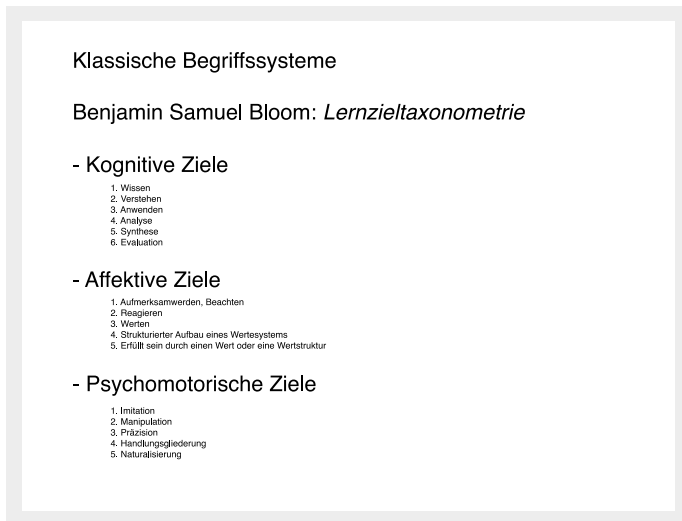 Klassische Begriffssysteme
Benjamin Samuel Bloom: Lernzieltaxonometrie
- Kognitive Ziele
1. Wissen
2. Verstehen
3. Anwenden
4. Analyse
5. Synthese
6. Evaluation
- Affektive Ziele
1. Aufmerksamwerden, Beachten
2. Reagieren
3. Werten
4. Strukturierter Aufbau eines Wertesystems
5. Erfüllt sein durch einen Wert oder eine Wertstruktur
- Psychomotorische Ziele
1. Imitation
2. Manipulation
3. Präzision
4. Handlungsgliederung
5. Naturalisierung